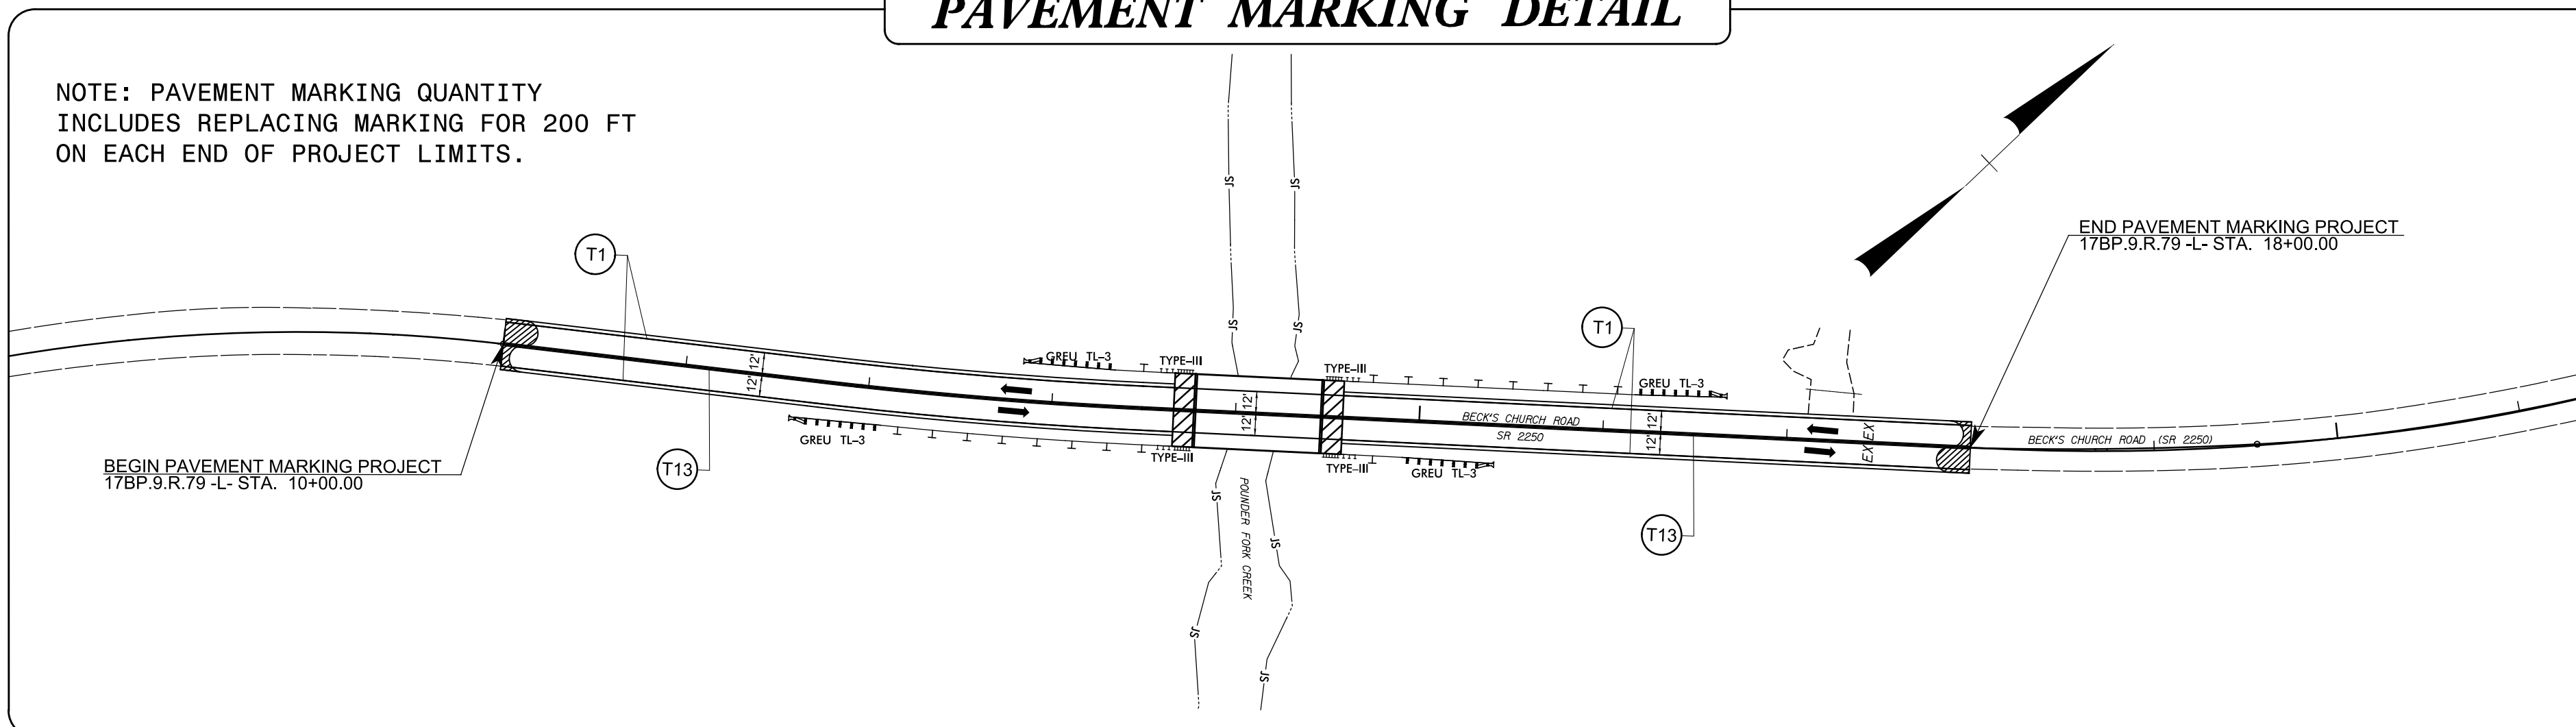 PAVEMENT MARKING DETAIL
NOTE: PAVEMENT MARKING QUANTITY
INCLUDES REPLACING MARKING FOR 200 FT
ON EACH END OF PROJECT LIMITS.
JS
JS
END PAVEMENT MARKING PROJECT
17BP.9.R.79 -L- STA. 18+00.00
T1
T1
JS
JS
GREU TL-3
TYPE-III
TYPE-III
GREU TL-3
12'
12'
12'
12'
12'
12'
BECK'S CHURCH ROAD
SR 2250
EX
EX
BECK'S CHURCH ROAD (SR 2250)
GREU TL-3
TYPE-III
TYPE-III
GREU TL-3
BEGIN PAVEMENT MARKING PROJECT
17BP.9.R.79 -L- STA. 10+00.00
T13
T13
JS
JS
POUNDER FORK CREEK
JS
JS